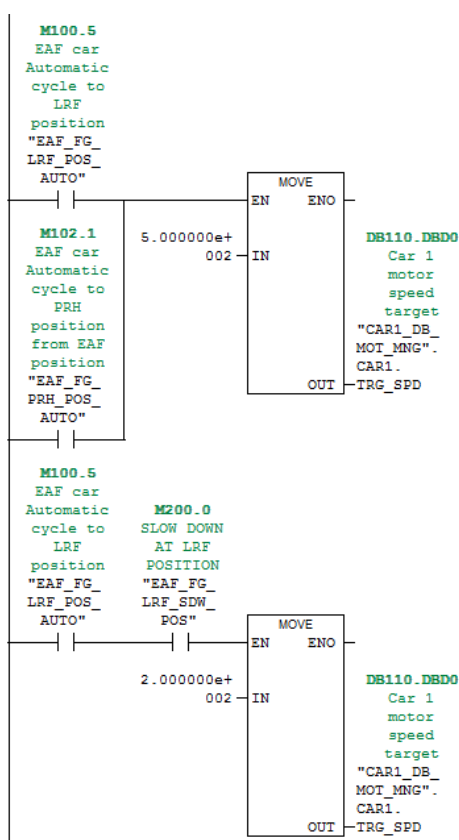 M100.5
EAF car
Automatic
cycle to
LRF
position
"EAF_FG_
LRF_POS_
AUTO"
MOVE
EN ENO
M102.1
EAF car
Automatic
cycle to
PRH
position
from EAF
position
"EAF_FG_
PRH_POS_
AUTO"
5.000000e+
002 IN
DB110.DBD0
Car 1
motor
speed
target
"CAR1_DB_
MOT_MNG".
CAR1.
OUT TRG_SPD
M100.5
EAF car
Automatic
cycle to
LRF
position
"EAF_FG_
LRF_POS_
AUTO"
M200.0
SLOW DOWN
AT LRF
POSITION
"EAF_FG_
LRF_SDW_
POS"
MOVE
EN ENO
2.000000e+
002 IN
DB110.DBD0
Car 1
motor
speed
target
"CAR1_DB_
MOT_MNG".
CAR1.
OUT TRG_SPD